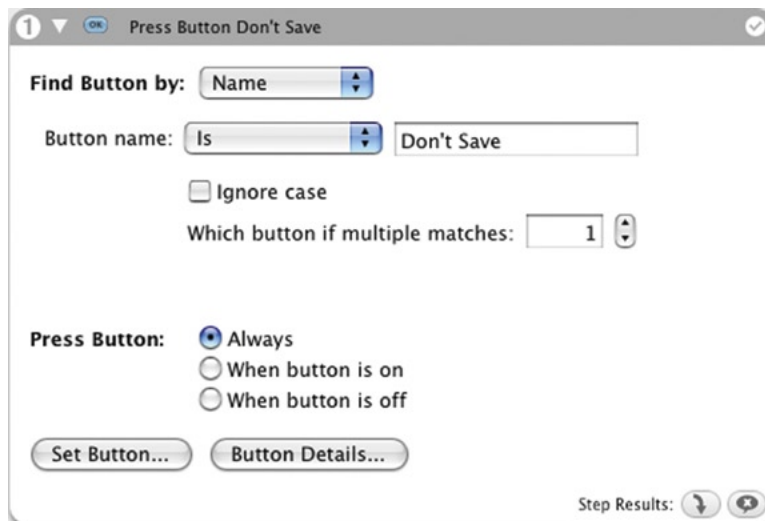 1 OK Press Button Don't Save
Find Button by: Name
Button name: Is Don't Save
Ignore case
Which button if multiple matches: 1
Press Button: Always
When button is on
When button is off
Set Button... Button Details...
Step Results: